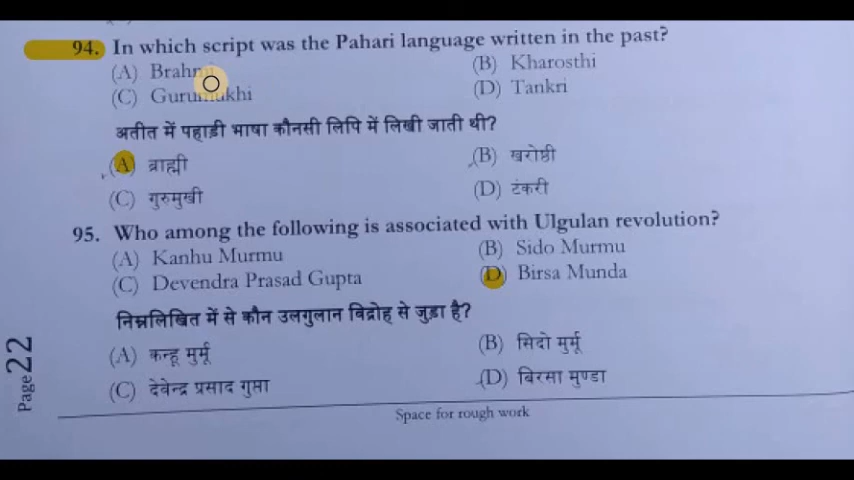 94. In which script was the Pahari language written in the past?
(A) Brahmi (B) Kharosthi
(C) Gurumukhi (D) Tankri
अतीत में पहाड़ी भाषा कौनसी लिपि में लिखी जाती थी?
(A) ब्राह्मी (B) खरोष्ठी
(C) गुरुमुखी (D) टंकरी
95. Who among the following is associated with Ulgulan revolution?
(A) Kanhu Murmu (B) Sido Murmu
(C) Devendra Prasad Gupta (D) Birsa Munda
निम्नलिखित में से कौन उलगुलान विद्रोह से जुड़ा है?
(A) कन्हू मुर्मू (B) सिदो मुर्मू
(C) देवेन्द्र प्रसाद गुप्ता (D) बिरसा मुण्डा
Space for rough work
Page 22